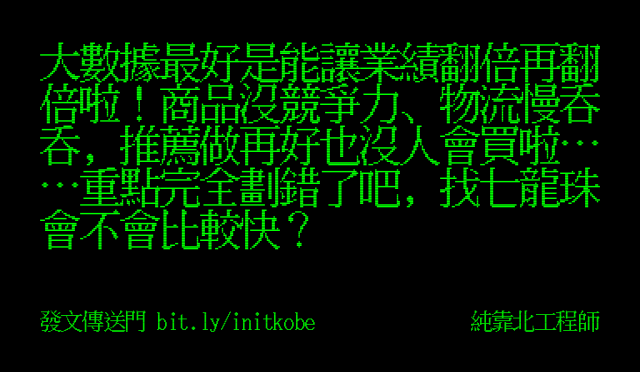 大數據最好是能讓業績翻倍再翻
倍啦！商品沒競爭力、物流慢吞
吞，推薦做再好也沒人會買啦…
…重點完全劃錯了吧，找七龍珠
會不會比較快？
發文傳送門 bit.ly/initkobe
純靠北工程師